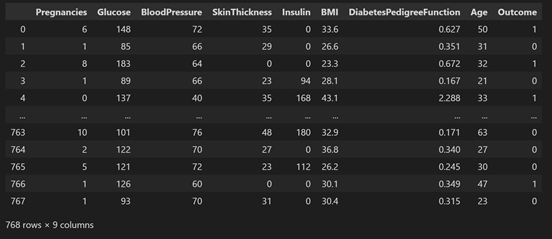 Pregnancies Glucose BloodPressure SkinThickness Insulin BMI DiabetesPedigreeFunction Age Outcome
0 6 148 72 35 0 33.6 0.627 50 1
1 1 85 66 29 0 26.6 0.351 31 0
2 8 183 64 0 0 23.3 0.672 32 1
3 1 89 66 23 94 28.1 0.167 21 0
4 0 137 40 35 168 43.1 2.288 33 1
... ... ... ... ... ... ... ... ... ...
763 10 101 76 48 180 32.9 0.171 63 0
764 2 122 70 27 0 36.8 0.340 27 0
765 5 121 72 23 112 26.2 0.245 30 0
766 1 126 60 0 0 30.1 0.349 47 1
767 1 93 70 31 0 30.4 0.315 23 0
768 rows × 9 columns